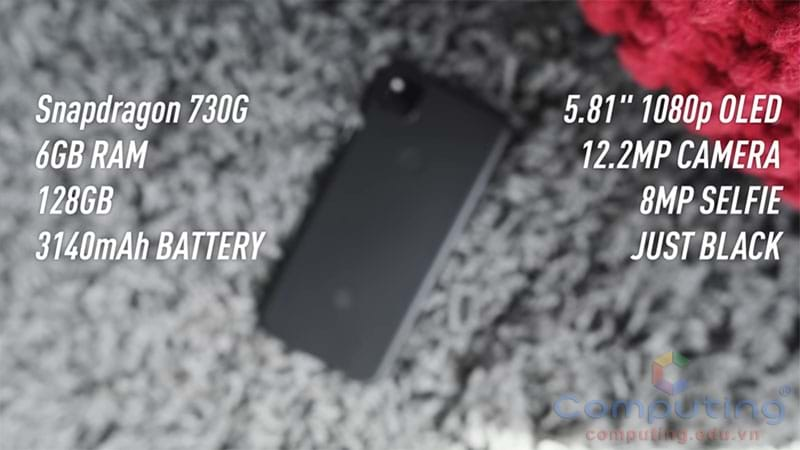 Snapdragon 730G
6GB RAM
128GB
3140mAh BATTERY
5.81" 1080p OLED
12.2MP CAMERA
8MP SELFIE
JUST BLACK
Computing®
computing.edu.vn